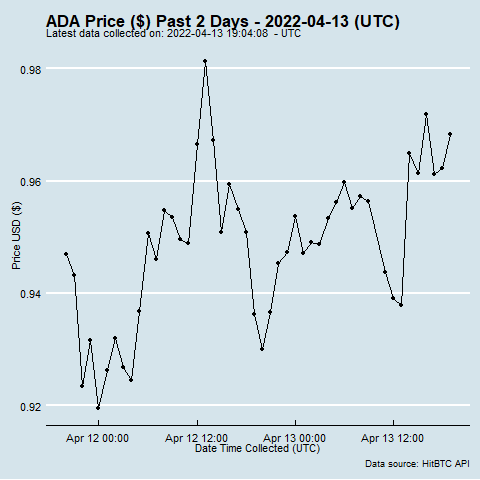 ADA Price ($) Past 2 Days - 2022-04-13 (UTC)
Latest data collected on: 2022-04-13 19:04:08  - UTC
0.98
0.96
0.94
0.92
Price USD ($)
Apr 12 00:00
Apr 12 12:00
Apr 13 00:00
Apr 13 12:00
Date Time Collected (UTC)
Data source: HitBTC API